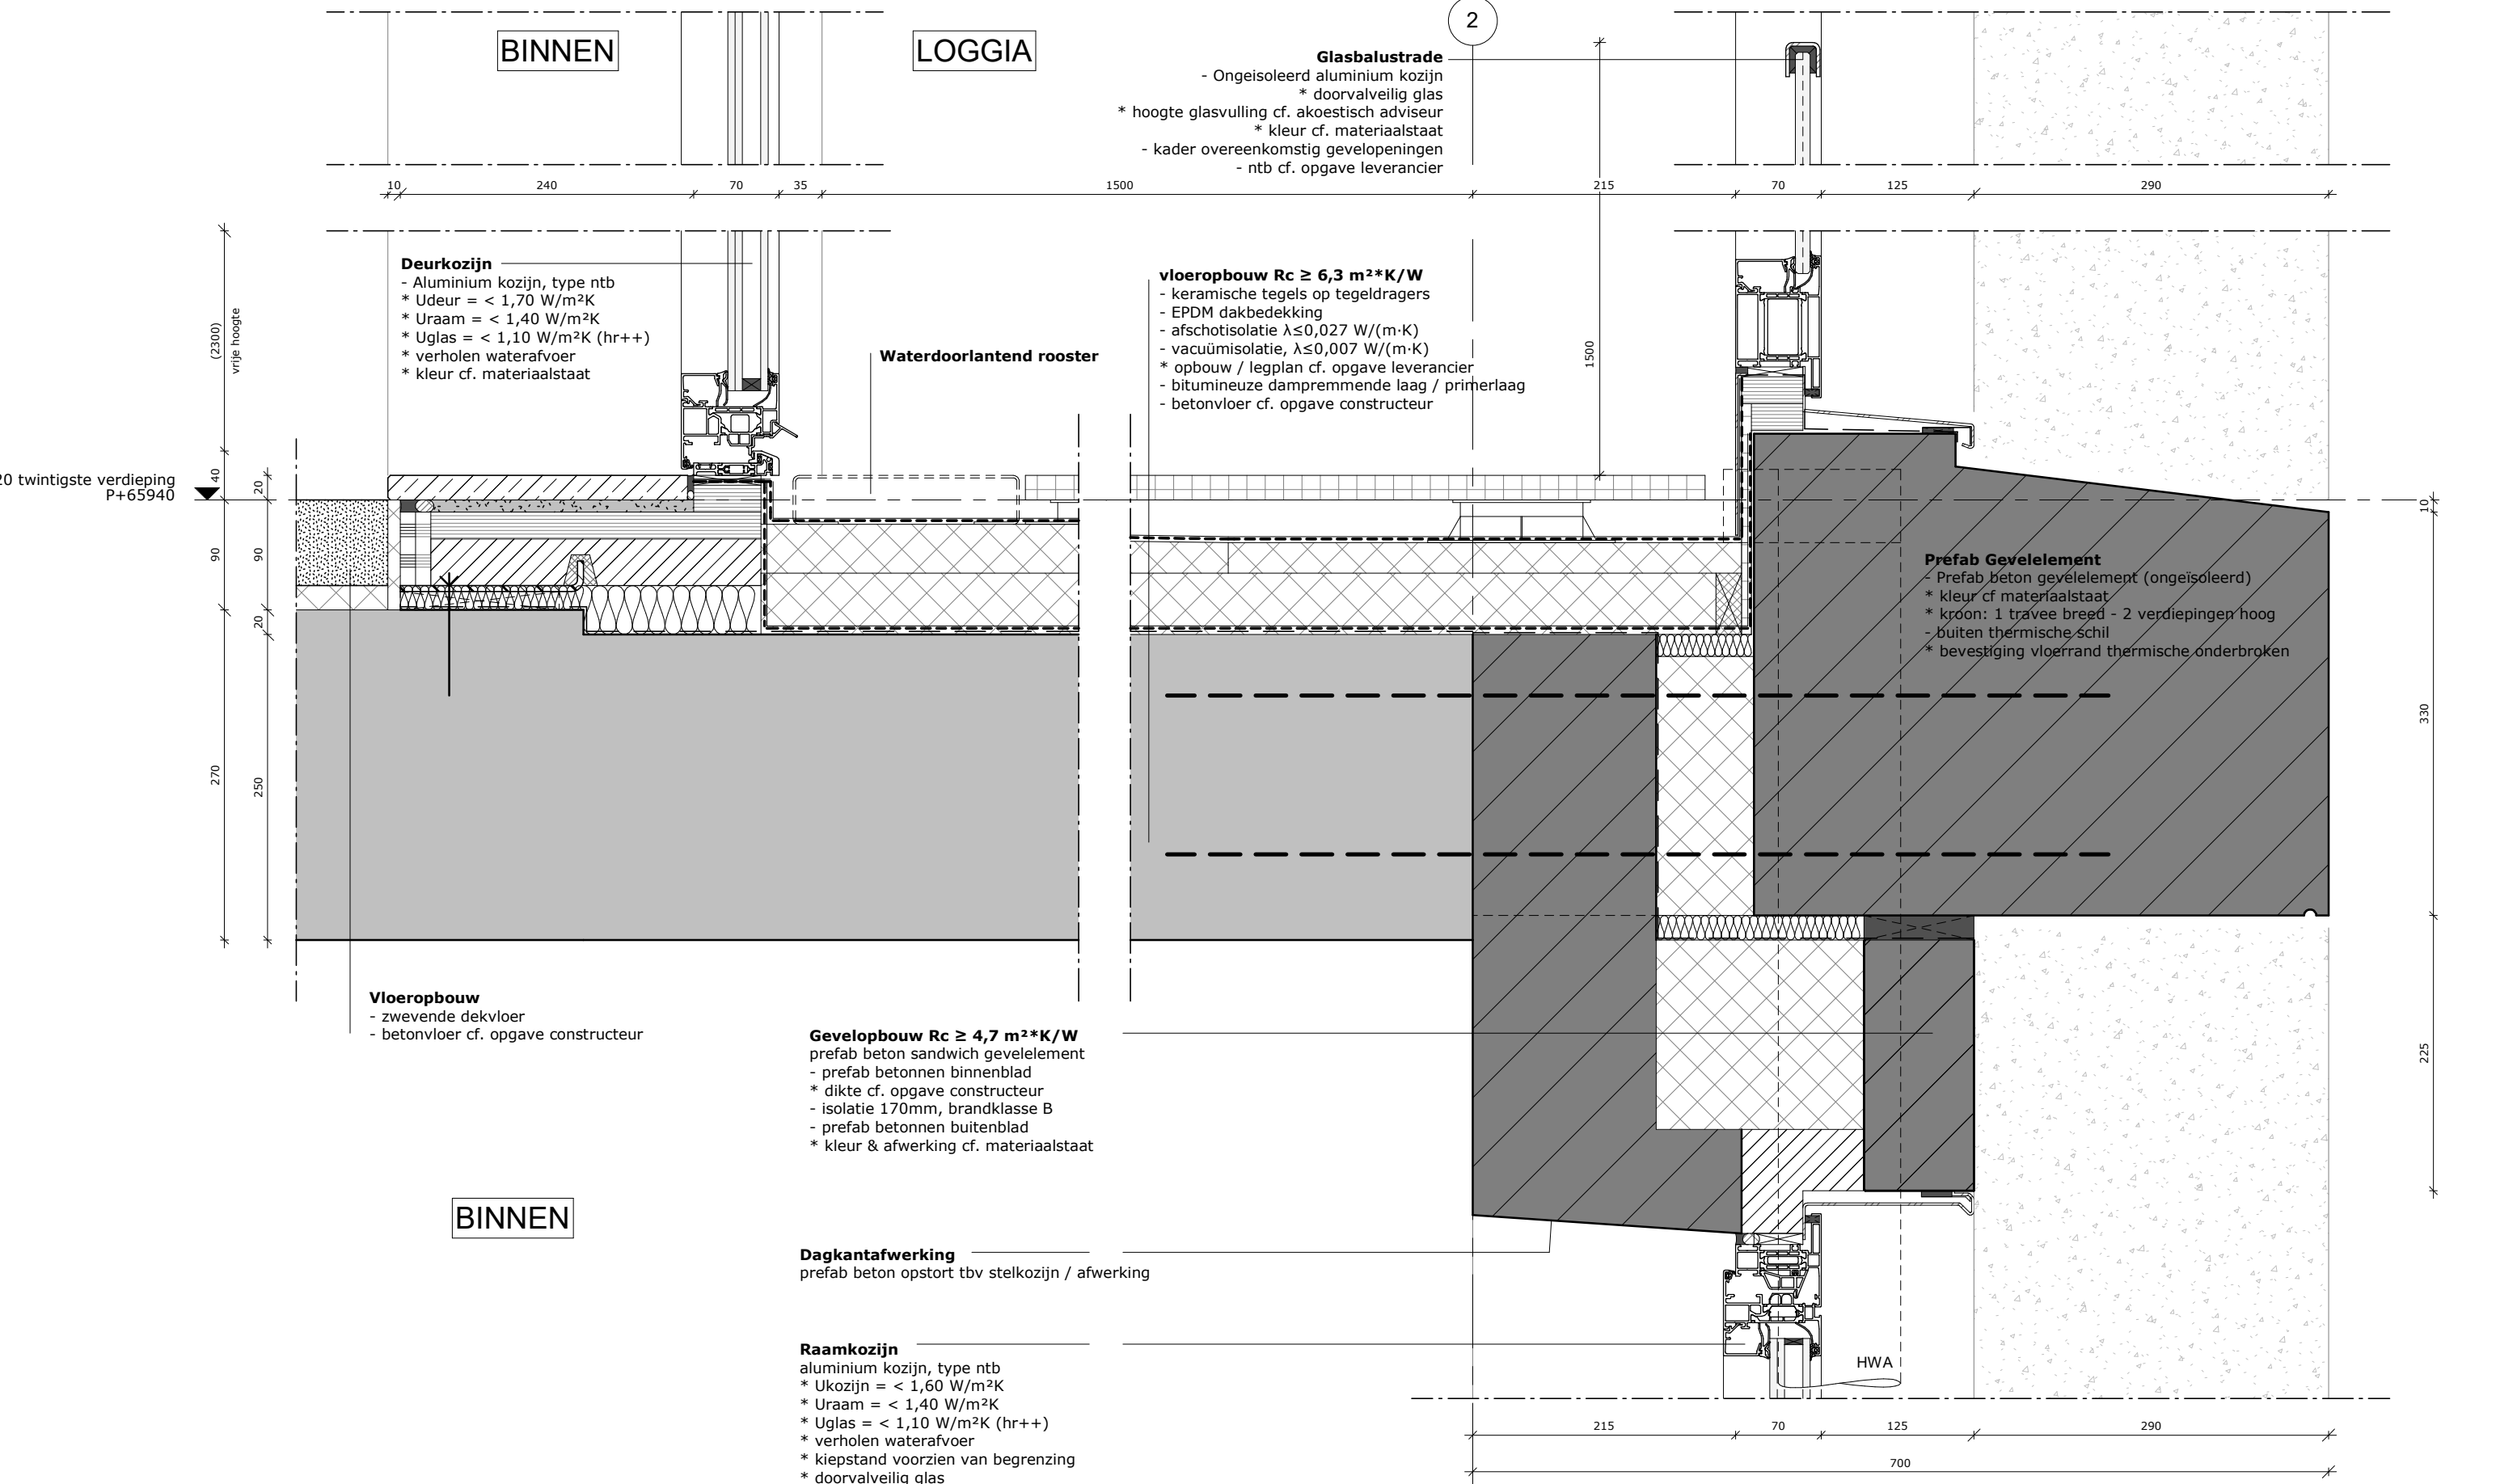 BINNEN
LOGGIA
2
Glasbalustrade
- Ongeisoleerd aluminium kozijn
* doorvalveilig glas
* hoogte glasvulling cf. akoestisch adviseur
* kleur cf. materiaalstaat
- kader overeenkomstig gevelopeningen
- ntb cf. opgave leverancier
10 240 70 35 1500 215 70 125 290
Deurkozijn
- Aluminium kozijn, type ntb
* Udeur = < 1,70 W/m²K
* Uraam = < 1,40 W/m²K
* Uglas = < 1,10 W/m²K (hr++)
* verholen waterafvoer
* kleur cf. materiaalstaat
(2300)
vrije hoogte
Waterdoorlantend rooster
vloeropbouw Rc ≥ 6,3 m²*K/W
- keramische tegels op tegeldragers
- EPDM dakbedekking
- afschotisolatie λ≤0,027 W/(m·K)
- vacuümisolatie, λ≤0,007 W/(m·K)
* opbouw / legplan cf. opgave leverancier
- bitumineuze dampremmende laag / primerlaag
- betonvloer cf. opgave constructeur
1500
20 twintigste verdieping
P+65940
40
20
90
90
20
270
250
10
330
225
Prefab Gevelelement
- Prefab beton gevelelement (ongeïsoleerd)
* kleur cf materiaalstaat
* kroon: 1 travee breed - 2 verdiepingen hoog
- buiten thermische schil
* bevestiging vloerrand thermische onderbroken
Vloeropbouw
- zwevende dekvloer
- betonvloer cf. opgave constructeur
Gevelopbouw Rc ≥ 4,7 m²*K/W
prefab beton sandwich gevelelement
- prefab betonnen binnenblad
* dikte cf. opgave constructeur
- isolatie 170mm, brandklasse B
- prefab betonnen buitenblad
* kleur & afwerking cf. materiaalstaat
BINNEN
Dagkantafwerking
prefab beton opstort tbv stelkozijn / afwerking
Raamkozijn
aluminium kozijn, type ntb
* Ukozijn = < 1,60 W/m²K
* Uraam = < 1,40 W/m²K
* Uglas = < 1,10 W/m²K (hr++)
* verholen waterafvoer
* kiepstand voorzien van begrenzing
* doorvalveilig glas
HWA
215 70 125 290
700